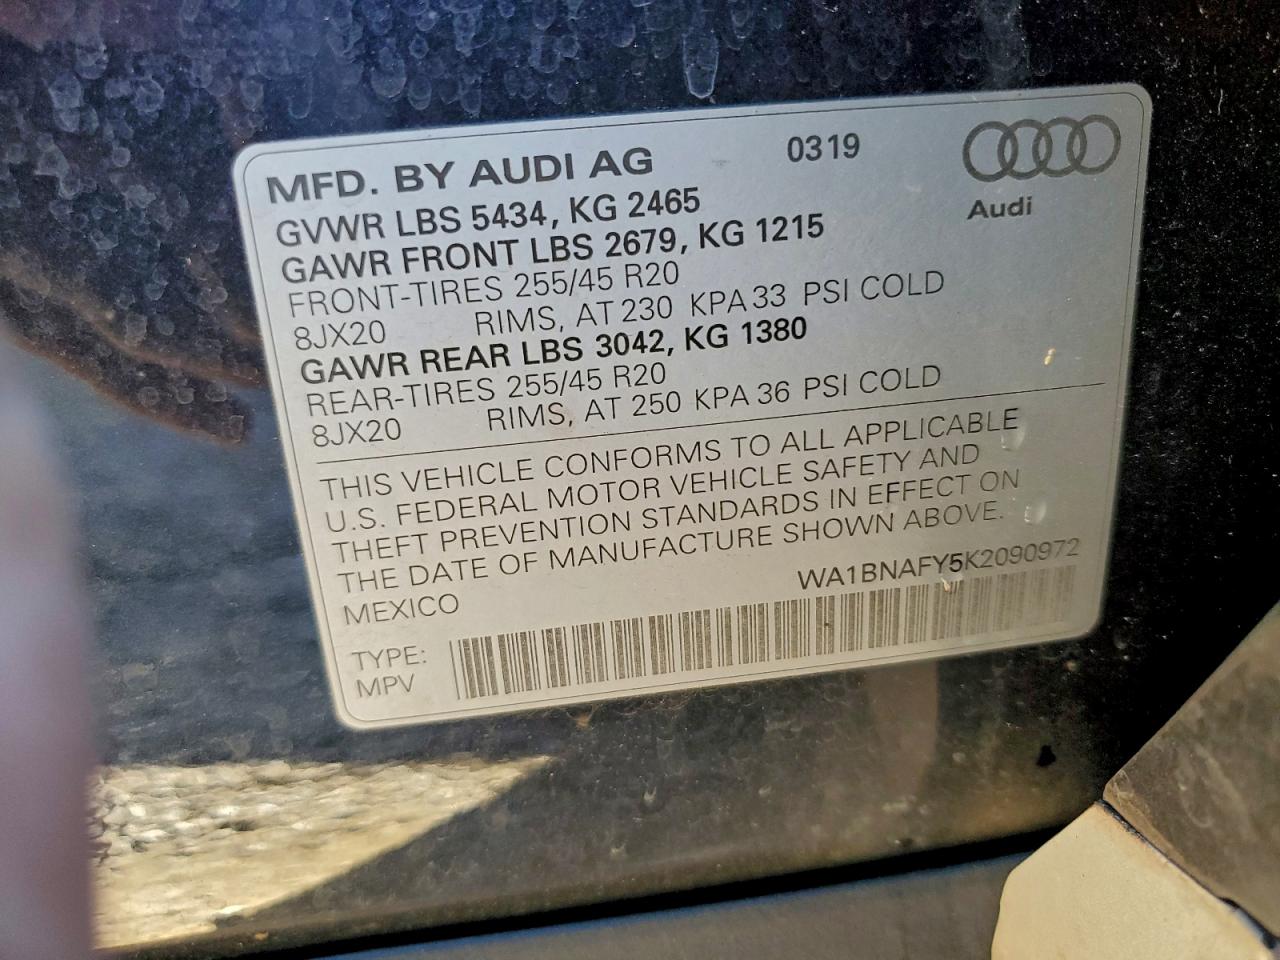 MFD. BY AUDI AG 0319
GVWR LBS 5434, KG 2465
Audi
GAWR FRONT LBS 2679, KG 1215
FRONT-TIRES 255/45 R20
8JX20 RIMS, AT 230 KPA 33 PSI COLD
GAWR REAR LBS 3042, KG 1380
REAR-TIRES 255/45 R20
8JX20 RIMS, AT 250 KPA 36 PSI COLD
THIS VEHICLE CONFORMS TO ALL APPLICABLE
U.S. FEDERAL MOTOR VEHICLE SAFETY AND
THEFT PREVENTION STANDARDS IN EFFECT ON
THE DATE OF MANUFACTURE SHOWN ABOVE.
MEXICO WA1BNAFY5K2090972
TYPE:
MPV